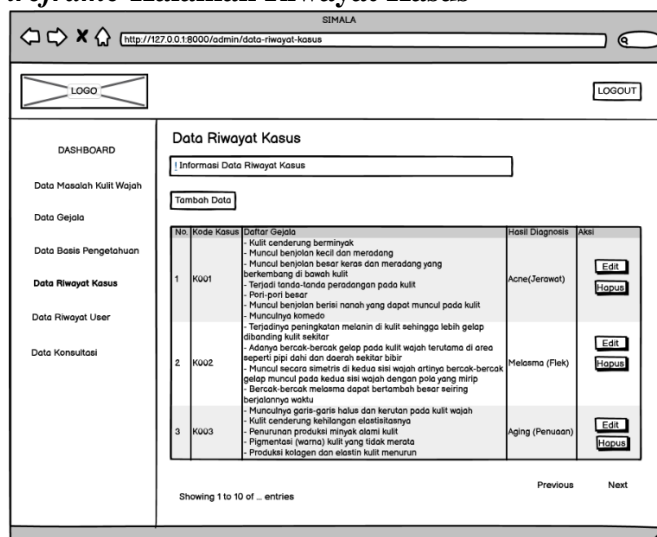 Halaman Riwayat Kasus
SIMALA
http://127.0.0.1:8000/admin/data-riwayat-kasus
LOGO
LOGOUT
DASHBOARD
Data Masalah Kulit Wajah
Data Gejala
Data Basis Pengetahuan
Data Riwayat Kasus
Data Riwayat User
Data Konsultasi
Data Riwayat Kasus
! Informasi Data Riwayat Kasus
Tambah Data
No. Kode Kasus Daftar Gejala Hasil Diagnosis Aksi
1 K001
- Kulit cenderung berminyak
- Muncul benjolan kecil dan meradang
- Muncul benjolan besar keras dan meradang yang
berkembang di bawah kulit
- Terjadi tanda-tanda peradangan pada kulit
- Pori-pori besar
- Muncul benjolan berisi nanah yang dapat muncul pada kulit
- Munculnya komedo
Acne(Jerawat)
Edit
Hapus
2 K002
- Terjadinya peningkatan melanin di kulit sehingga lebih gelap
dibanding kulit sekitar
- Adanya bercak-bercak gelap pada kulit wajah terutama di area
seperti pipi dahi dan daerah sekitar bibir
- Muncul secara simetris di kedua sisi wajah artinya bercak-bercak
gelap muncul pada kedua sisi wajah dengan pola yang mirip
- Bercak-bercak melasma dapat bertambah besar seiring
berjalannya waktu
Melasma (Flek)
Edit
Hapus
3 K003
- Munculnya garis-garis halus dan kerutan pada kulit wajah
- Kulit cenderung kehilangan elastisitasnya
- Penurunan produksi minyak alami kulit
- Pigmentasi (warna) kulit yang tidak merata
- Produksi kolagen dan elastin kulit menurun
Aging (Penuaan)
Edit
Hapus
Previous Next
Showing 1 to 10 of ... entries